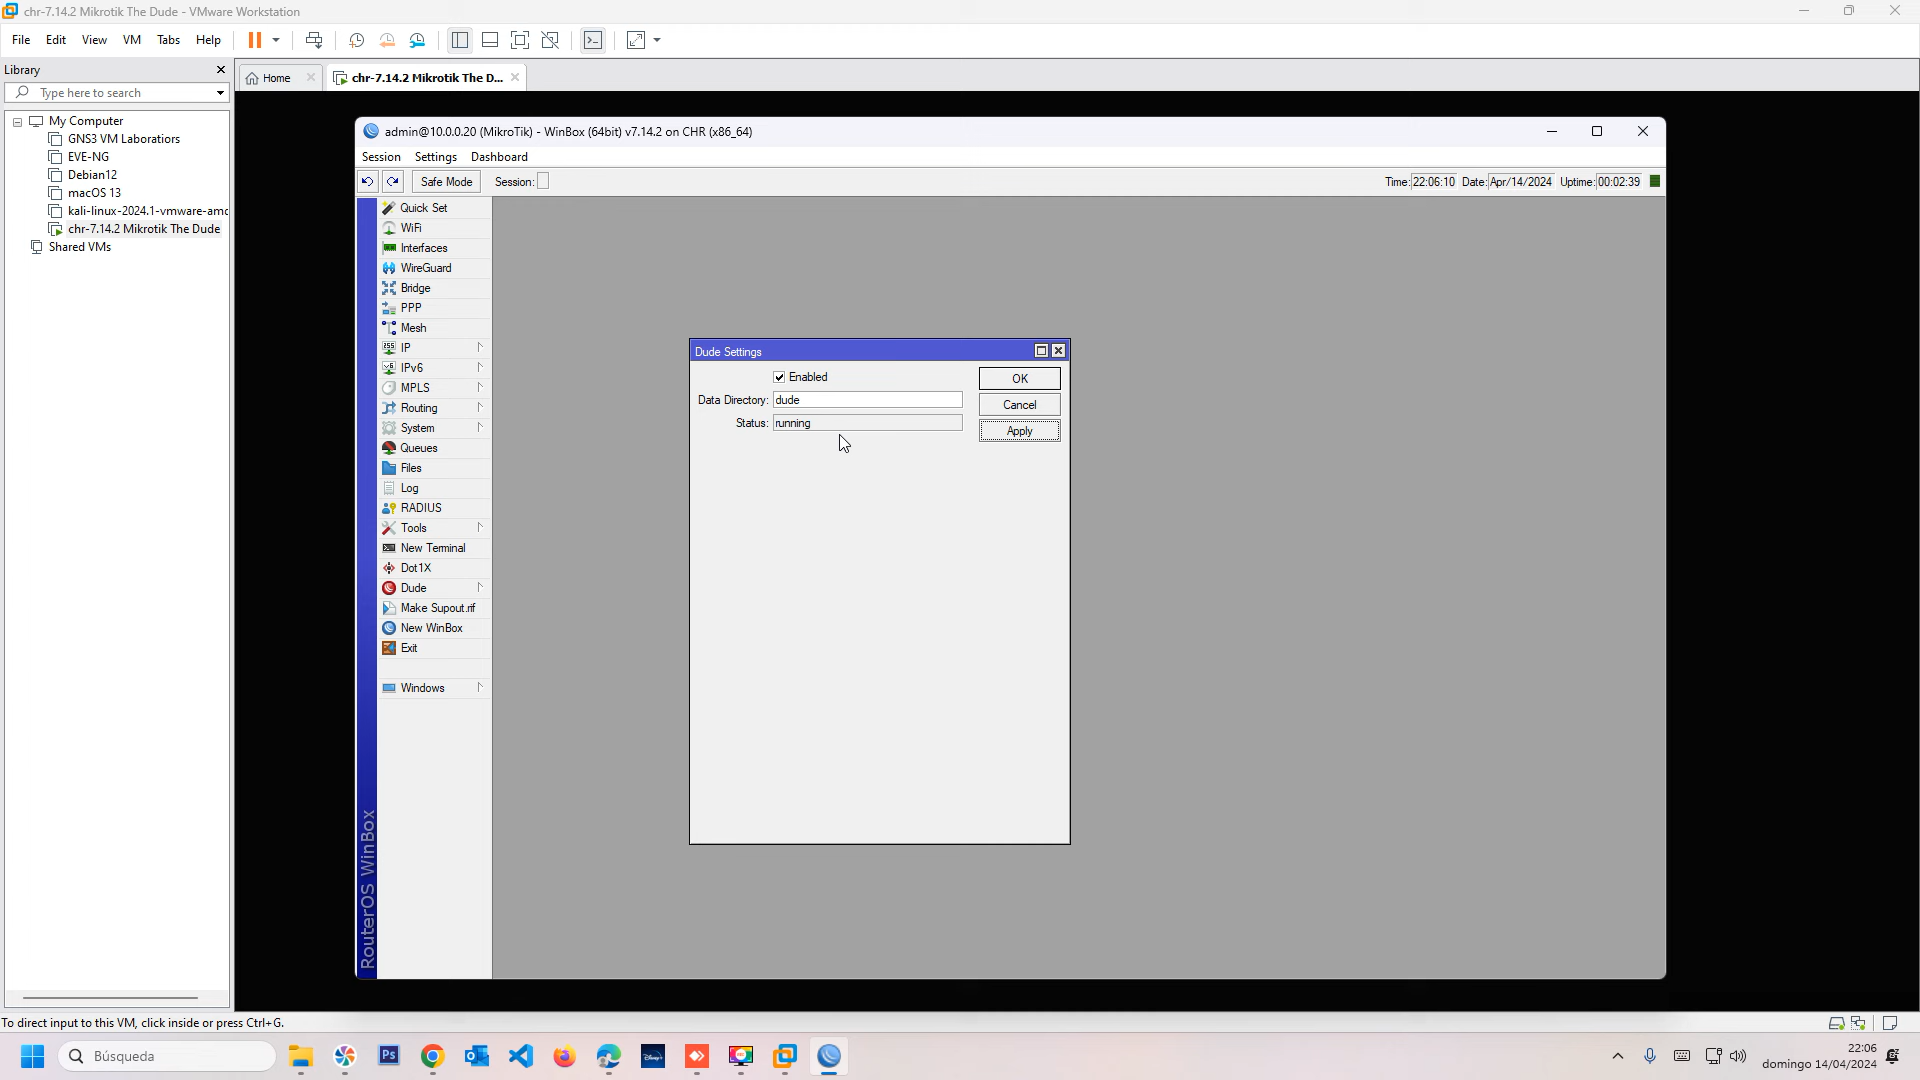 chr-7.14.2 Mikrotik The Dude - VMware Workstation
File Edit View VM Tabs Help
Library
Type here to search
Home
chr-7.14.2 Mikrotik The D...
My Computer
GNS3 VM Laboratiors
EVE-NG
Debian12
macOS 13
kali-linux-2024.1-vmware-amd
chr-7.14.2 Mikrotik The Dude
Shared VMs
admin@10.0.0.20 (MikroTik) - WinBox (64bit) v7.14.2 on CHR (x86_64)
Session Settings Dashboard
Safe Mode Session: Time: 22:06:10 Date: Apr/14/2024 Uptime: 00:02:39
Quick Set
WiFi
Interfaces
WireGuard
Bridge
PPP
Mesh
IP
IPv6
MPLS
Routing
System
Queues
Files
Log
RADIUS
Tools
New Terminal
Dot1X
Dude
Make Supout.rif
New WinBox
Exit
Windows
RouterOS WinBox
Dude Settings
Enabled
Data Directory: dude
Status: running
OK
Cancel
Apply
To direct input to this VM, click inside or press Ctrl+G.
Búsqueda
Ps
22:06
domingo 14/04/2024